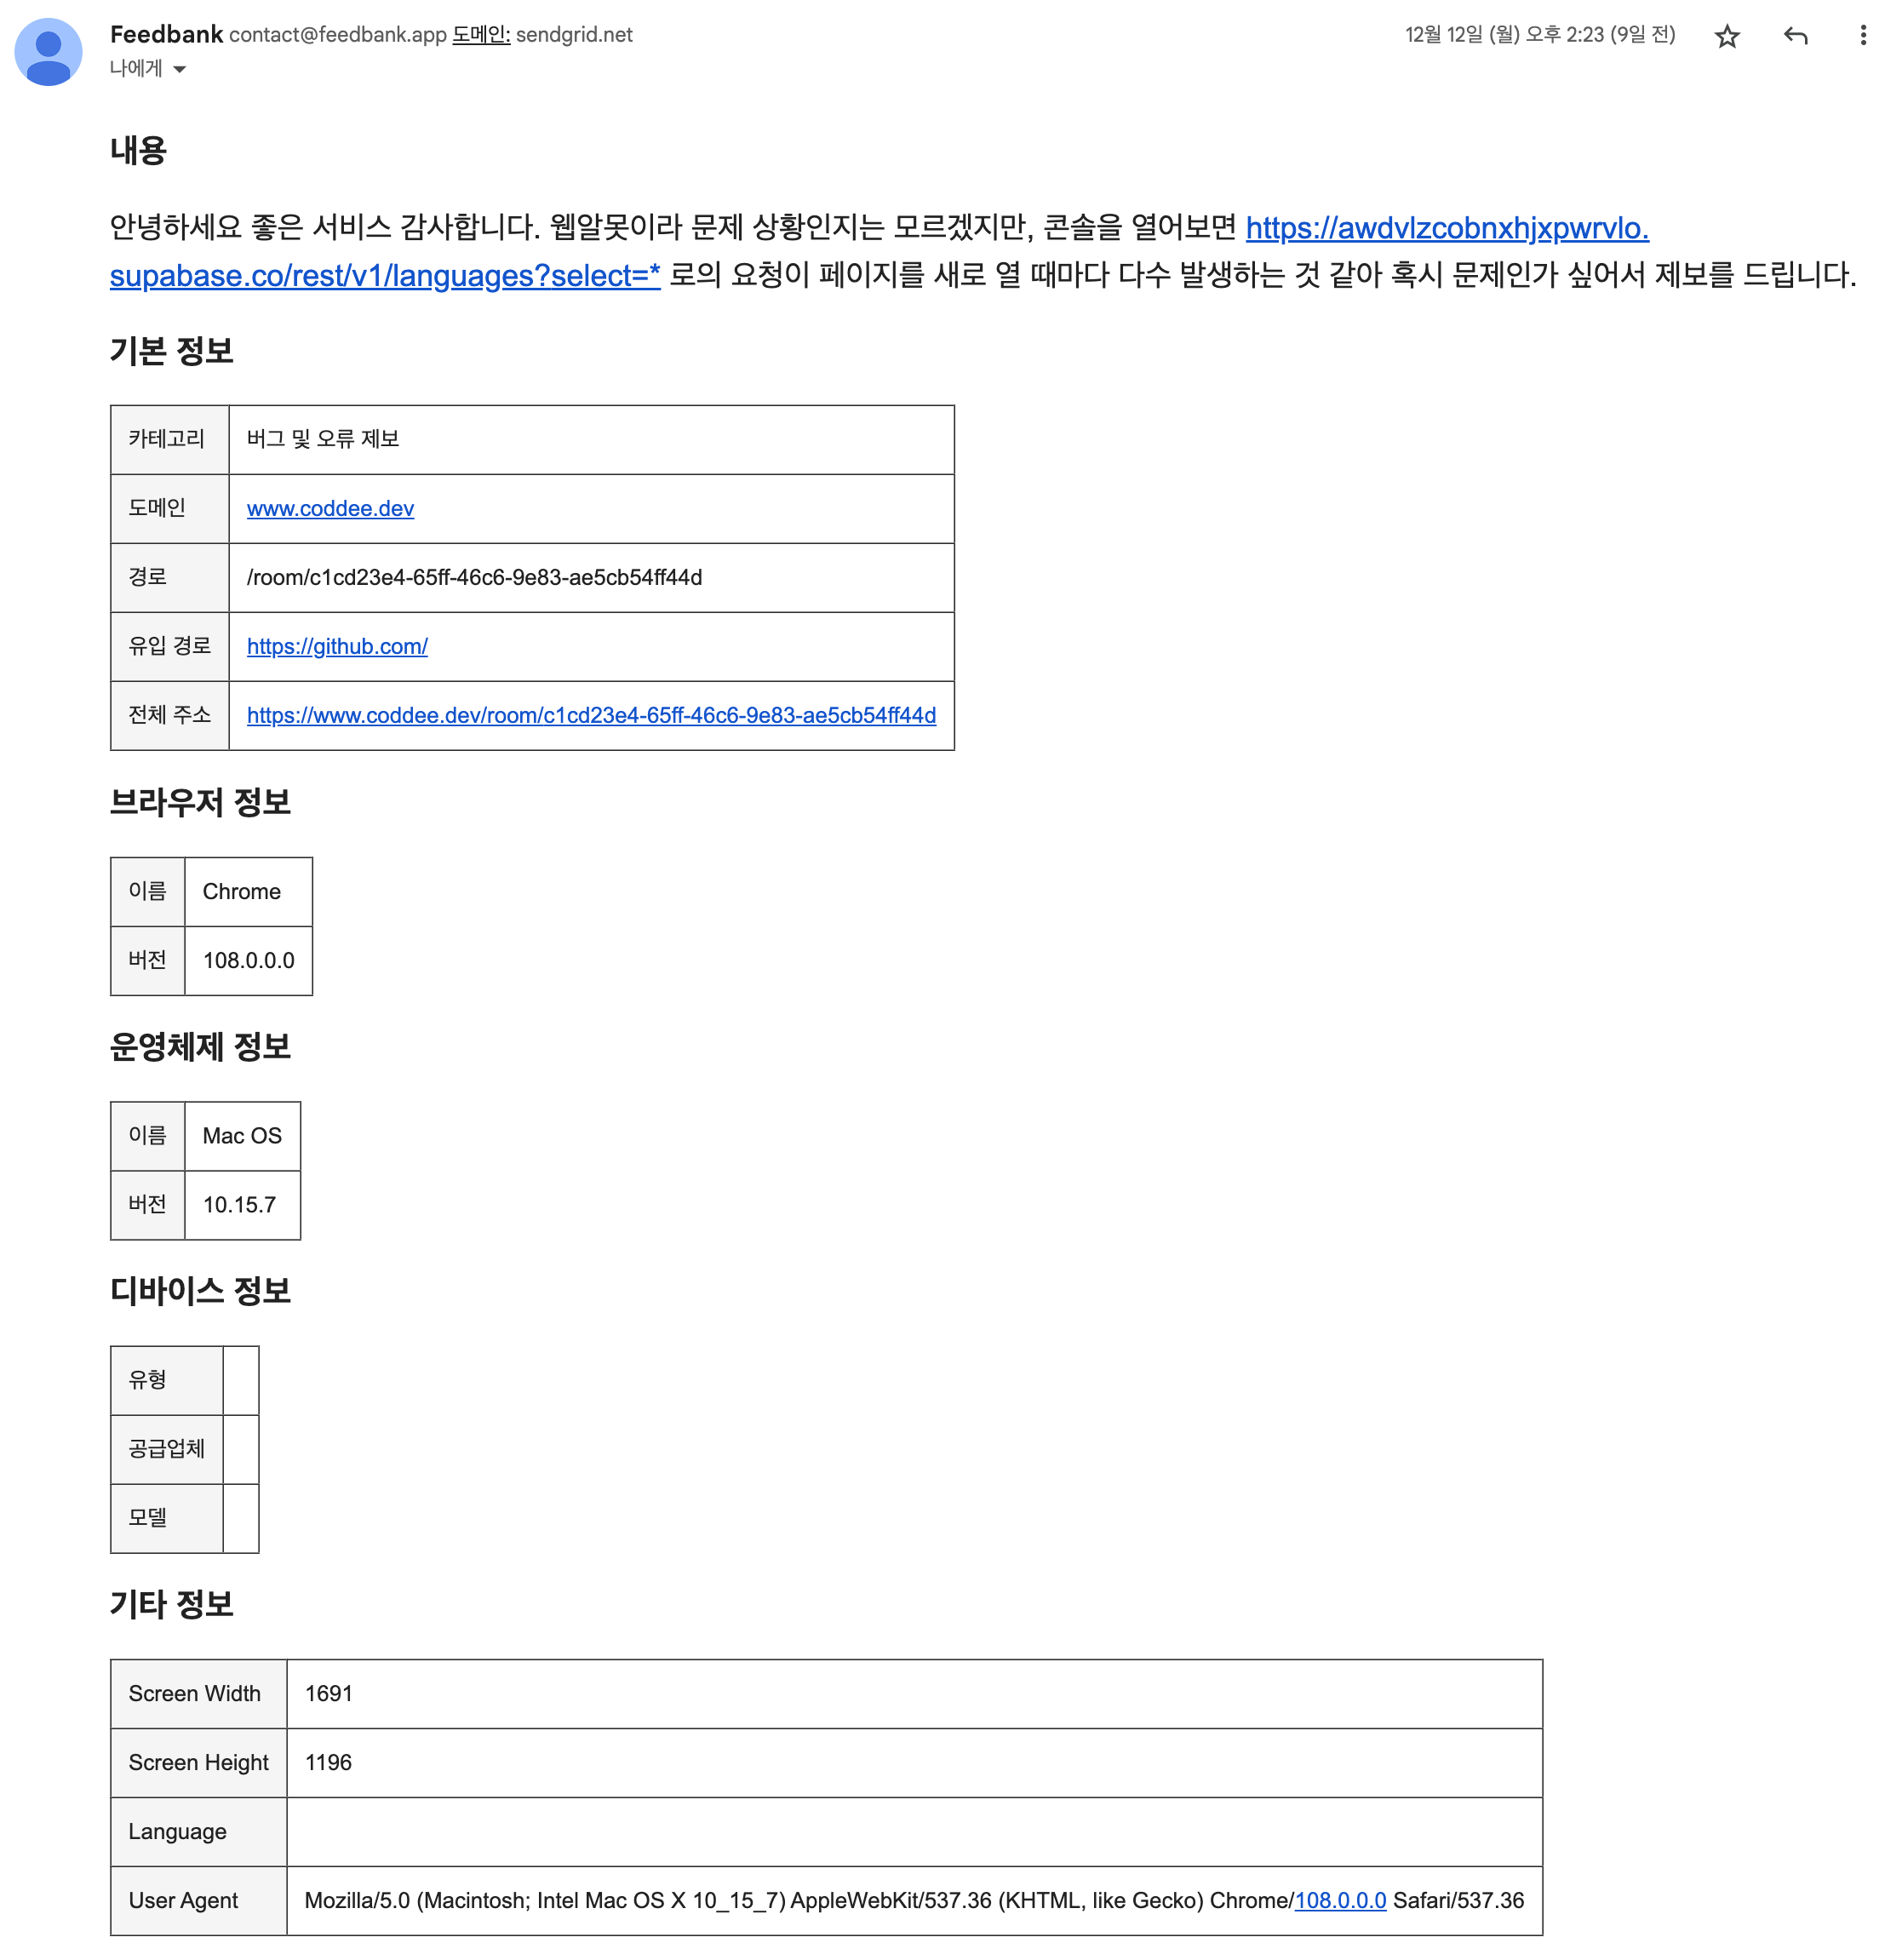 Feedbank contact@feedbank.app 도메인: sendgrid.net
12월 12일 (월) 오후 2:23 (9일 전)
나에게
내용
안녕하세요 좋은 서비스 감사합니다. 웹알못이라 문제 상황인지는 모르겠지만, 콘솔을 열어보면 https://awdvlzcobnxhjxpwrvlo.
supabase.co/rest/v1/languages?select=* 로의 요청이 페이지를 새로 열 때마다 다수 발생하는 것 같아 혹시 문제인가 싶어서 제보를 드립니다.
기본 정보
카테고리 버그 및 오류 제보
도메인 www.coddee.dev
경로 /room/c1cd23e4-65ff-46c6-9e83-ae5cb54ff44d
유입 경로 https://github.com/
전체 주소 https://www.coddee.dev/room/c1cd23e4-65ff-46c6-9e83-ae5cb54ff44d
브라우저 정보
이름 Chrome
버전 108.0.0.0
운영체제 정보
이름 Mac OS
버전 10.15.7
디바이스 정보
유형
공급업체
모델
기타 정보
Screen Width 1691
Screen Height 1196
Language
User Agent Mozilla/5.0 (Macintosh; Intel Mac OS X 10_15_7) AppleWebKit/537.36 (KHTML, like Gecko) Chrome/108.0.0.0 Safari/537.36